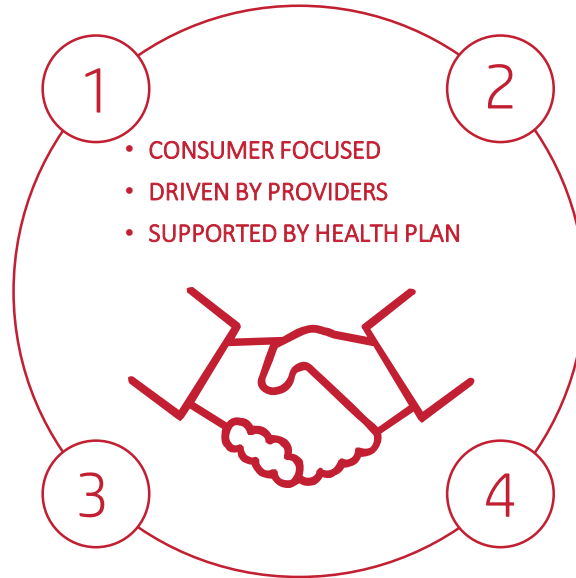 1
2
• CONSUMER FOCUSED
• DRIVEN BY PROVIDERS
• SUPPORTED BY HEALTH PLAN
3
4